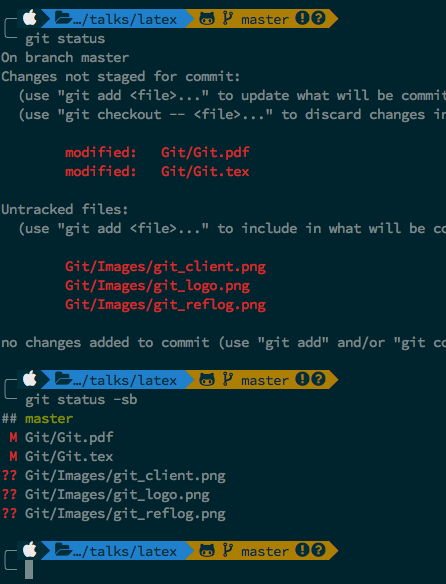 …/talks/latex master
git status
On branch master
Changes not staged for commit:
(use "git add <file>..." to update what will be commit
(use "git checkout -- <file>..." to discard changes in
modified: Git/Git.pdf
modified: Git/Git.tex
Untracked files:
(use "git add <file>..." to include in what will be co
Git/Images/git_client.png
Git/Images/git_logo.png
Git/Images/git_reflog.png
no changes added to commit (use "git add" and/or "git co
…/talks/latex master
git status -sb
## master
M Git/Git.pdf
M Git/Git.tex
?? Git/Images/git_client.png
?? Git/Images/git_logo.png
?? Git/Images/git_reflog.png
…/talks/latex master